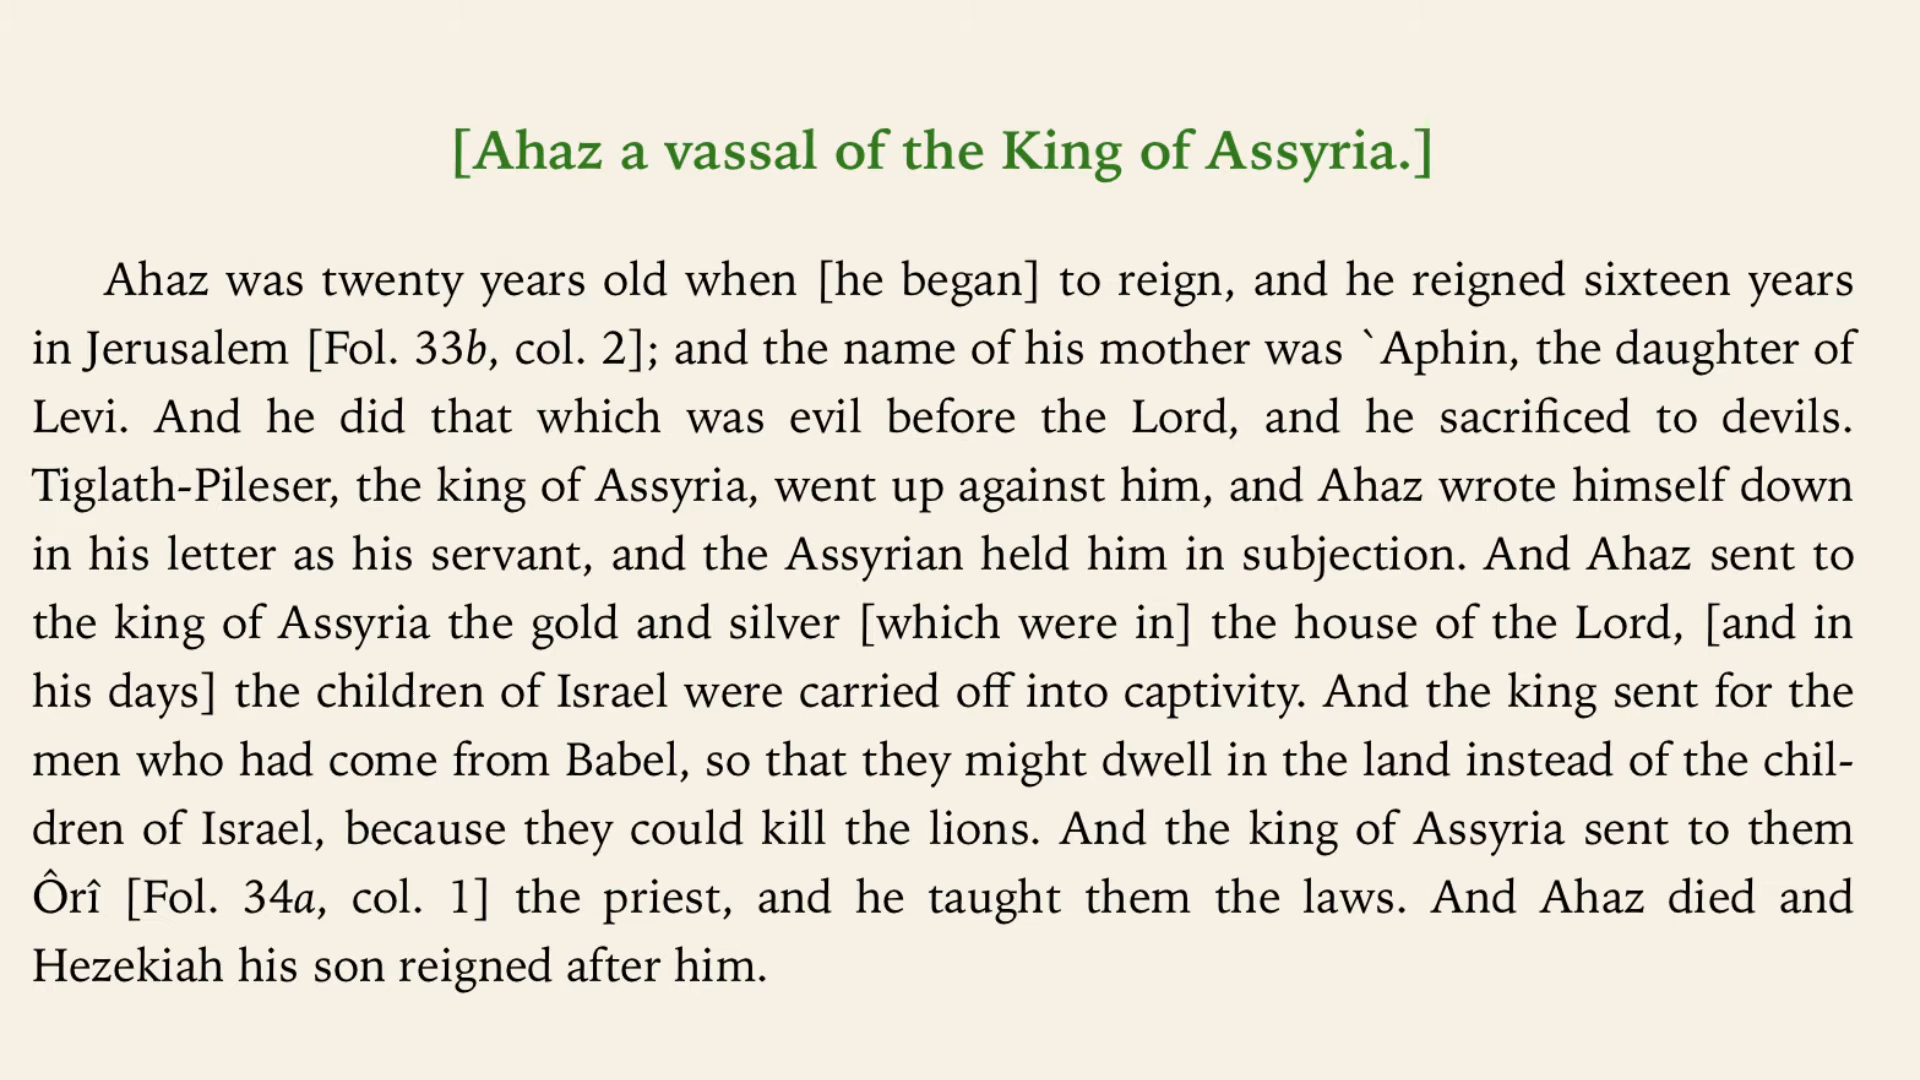 [Ahaz a vassal of the King of Assyria.]
Ahaz was twenty years old when [he began] to reign, and he reigned sixteen years
in Jerusalem [Fol. 33b, col. 2]; and the name of his mother was `Aphin, the daughter of
Levi. And he did that which was evil before the Lord, and he sacrificed to devils.
Tiglath-Pileser, the king of Assyria, went up against him, and Ahaz wrote himself down
in his letter as his servant, and the Assyrian held him in subjection. And Ahaz sent to
the king of Assyria the gold and silver [which were in] the house of the Lord, [and in
his days] the children of Israel were carried off into captivity. And the king sent for the
men who had come from Babel, so that they might dwell in the land instead of the chil-
dren of Israel, because they could kill the lions. And the king of Assyria sent to them
Ôrî [Fol. 34a, col. 1] the priest, and he taught them the laws. And Ahaz died and
Hezekiah his son reigned after him.